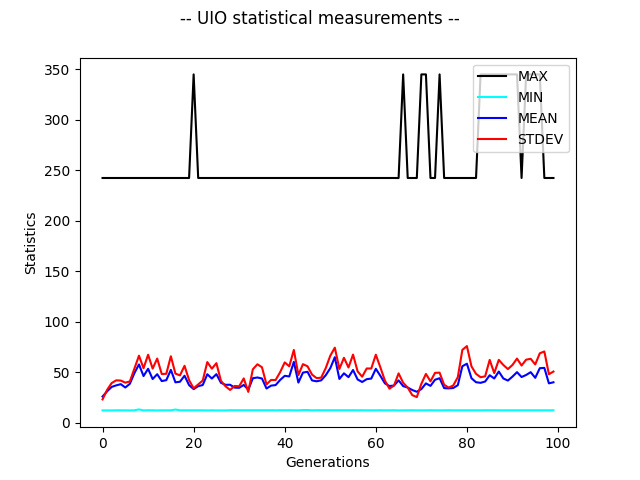 -- UIO statistical measurements --
350
300
250
200
150
100
50
0
Statistics
MAX
MIN
MEAN
STDEV
0 20 40 60 80 100
Generations